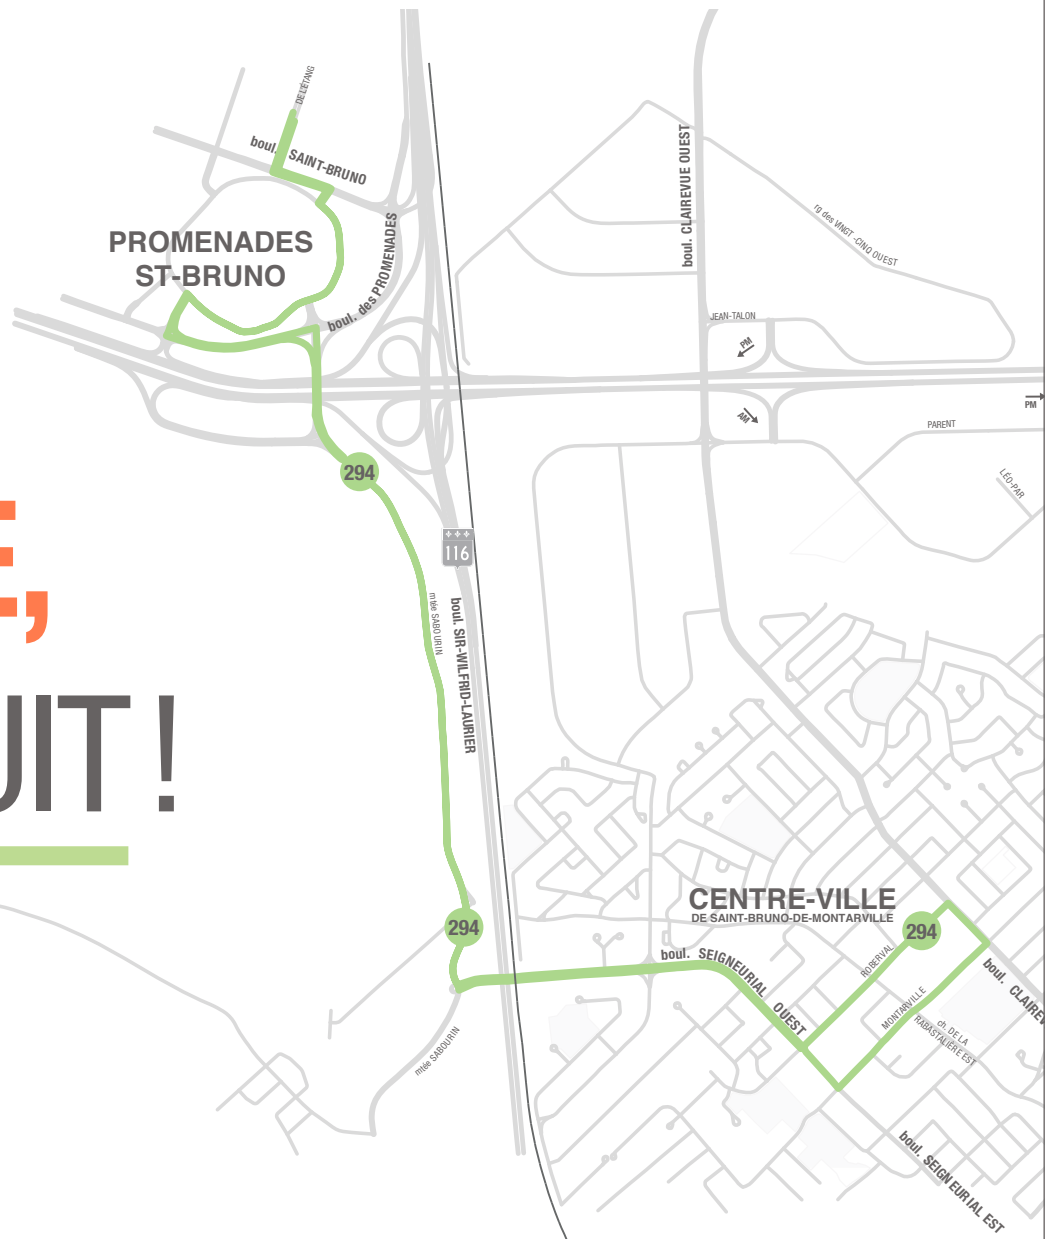 DE L'ÉTANG
boul. SAINT-BRUNO
PROMENADES
ST-BRUNO
boul. des PROMENADES
boul. CLAIREVUE OUEST
rg des VINGT-CINQ OUEST
JEAN-TALON
PM
AM
PM
PARENT
LÉO-PAR
294
116
E,
mtée SABOURIN
boul. SIR-WILFRID-LAURIER
UIT !
CENTRE-VILLE
DE SAINT-BRUNO-DE-MONTARVILLE
294
294
boul. SEIGNEURIAL OUEST
ROBERVAL
MONTARVILLE
ch. DE LA
RABASTALIÈRE EST
boul. CLAIREV
mtée SABOURIN
boul. SEIGNEURIAL EST